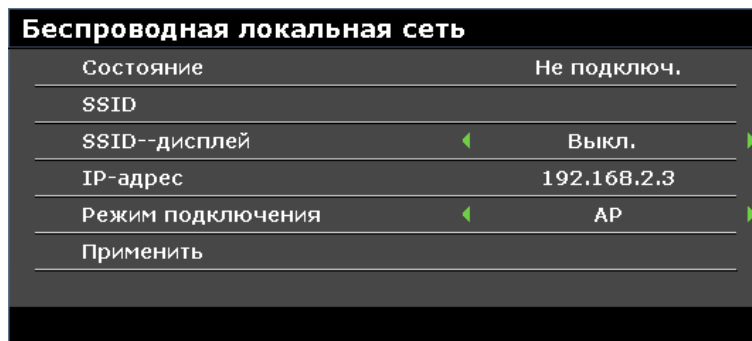 Беспроводная локальная сеть
Состояние Не подключ.
SSID
SSID--дисплей Выкл.
IP-адрес 192.168.2.3
Режим подключения AP
Применить